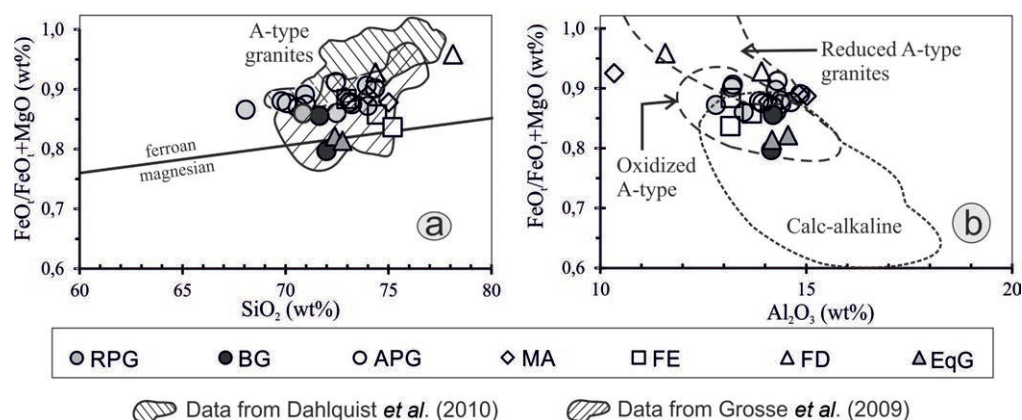 FeOt/FeOt+MgO (wt%)
1,0
0,9
0,8
0,7
0,6
A-type
granites
ferroan
magnesian
a
60
65
70
75
80
SiO2 (wt%)
FeOt/FeOt+MgO (wt%)
1,0
0,9
0,8
0,7
0,6
Reduced A-type
granites
Oxidized
A-type
Calc-alkaline
b
10
15
20
Al2O3 (wt%)
RPG BG APG MA FE FD EqG
Data from Dahlquist et al. (2010) Data from Grosse et al. (2009)